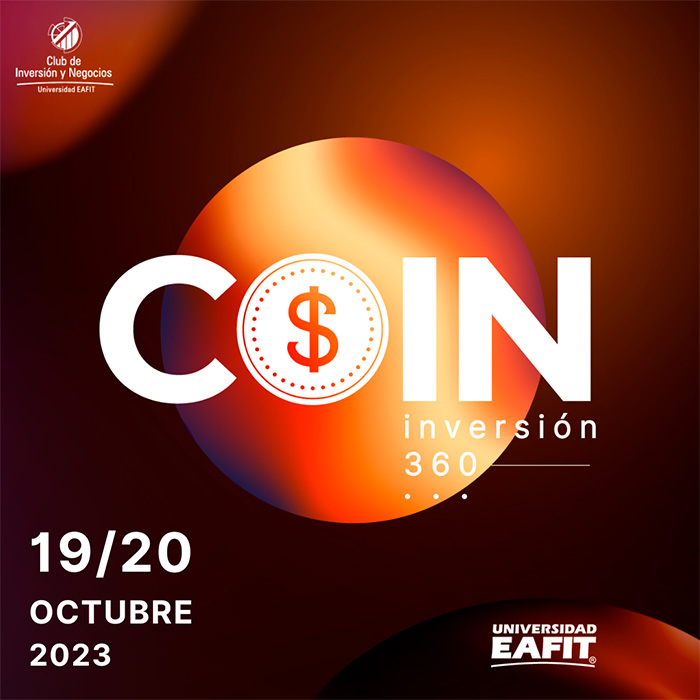 Club de
Inversión y Negocios
Universidad EAFIT
COIN
$
inversión
360
19/20
OCTUBRE
2023
UNIVERSIDAD
EAFIT®